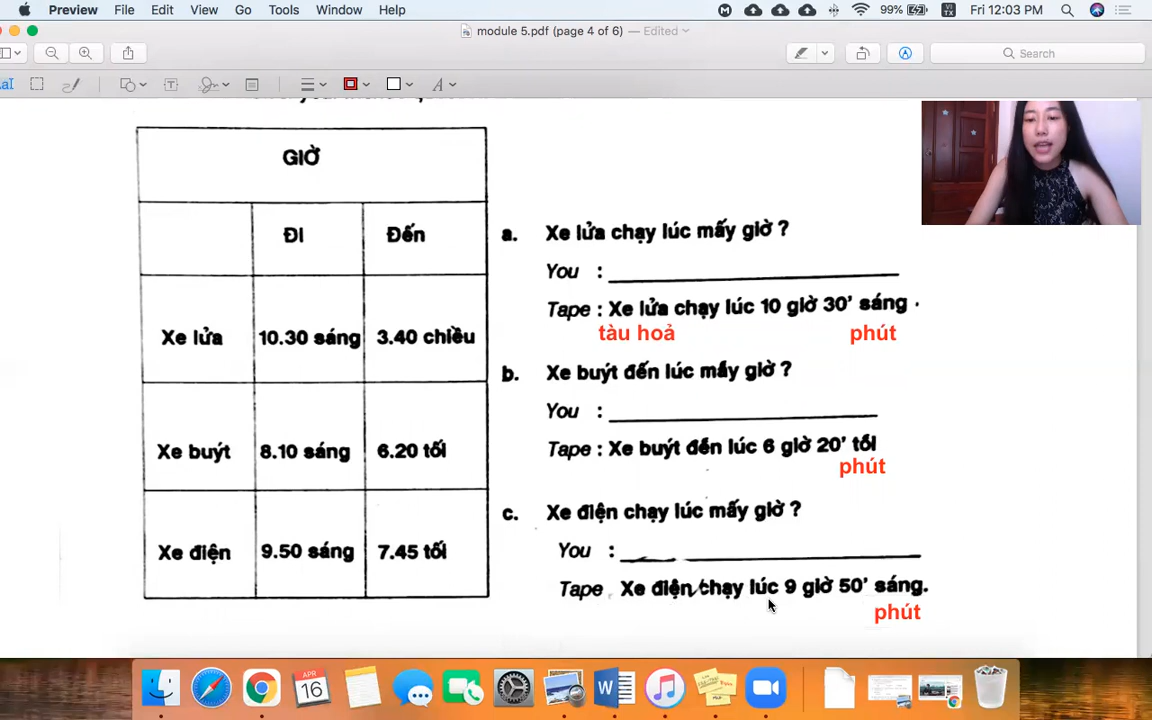 Preview File Edit View Go Tools Window Help
99% Fri 12:03 PM
module 5.pdf (page 4 of 6) — Edited
Search
GIỜ
Đi Đến
Xe lửa 10.30 sáng 3.40 chiều
Xe buýt 8.10 sáng 6.20 tối
Xe điện 9.50 sáng 7.45 tối
a. Xe lửa chạy lúc mấy giờ ?
You :
Tape : Xe lửa chạy lúc 10 giờ 30' sáng .
tàu hoả phút
b. Xe buýt đến lúc mấy giờ ?
You :
Tape : Xe buýt đến lúc 6 giờ 20' tối
phút
c. Xe điện chạy lúc mấy giờ ?
You :
Tape Xe điện chạy lúc 9 giờ 50' sáng.
phút
APR
16